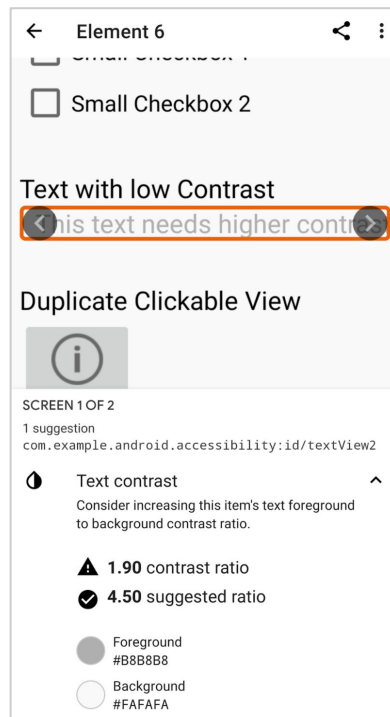 Element 6
Small Checkbox 2
Text with low Contrast
This text needs higher contrast
Duplicate Clickable View
i
SCREEN 1 OF 2
1 suggestion
com.example.android.accessibility:id/textView2
Text contrast
Consider increasing this item's text foreground
to background contrast ratio.
1.90 contrast ratio
4.50 suggested ratio
Foreground
#B8B8B8
Background
#FAFAFA